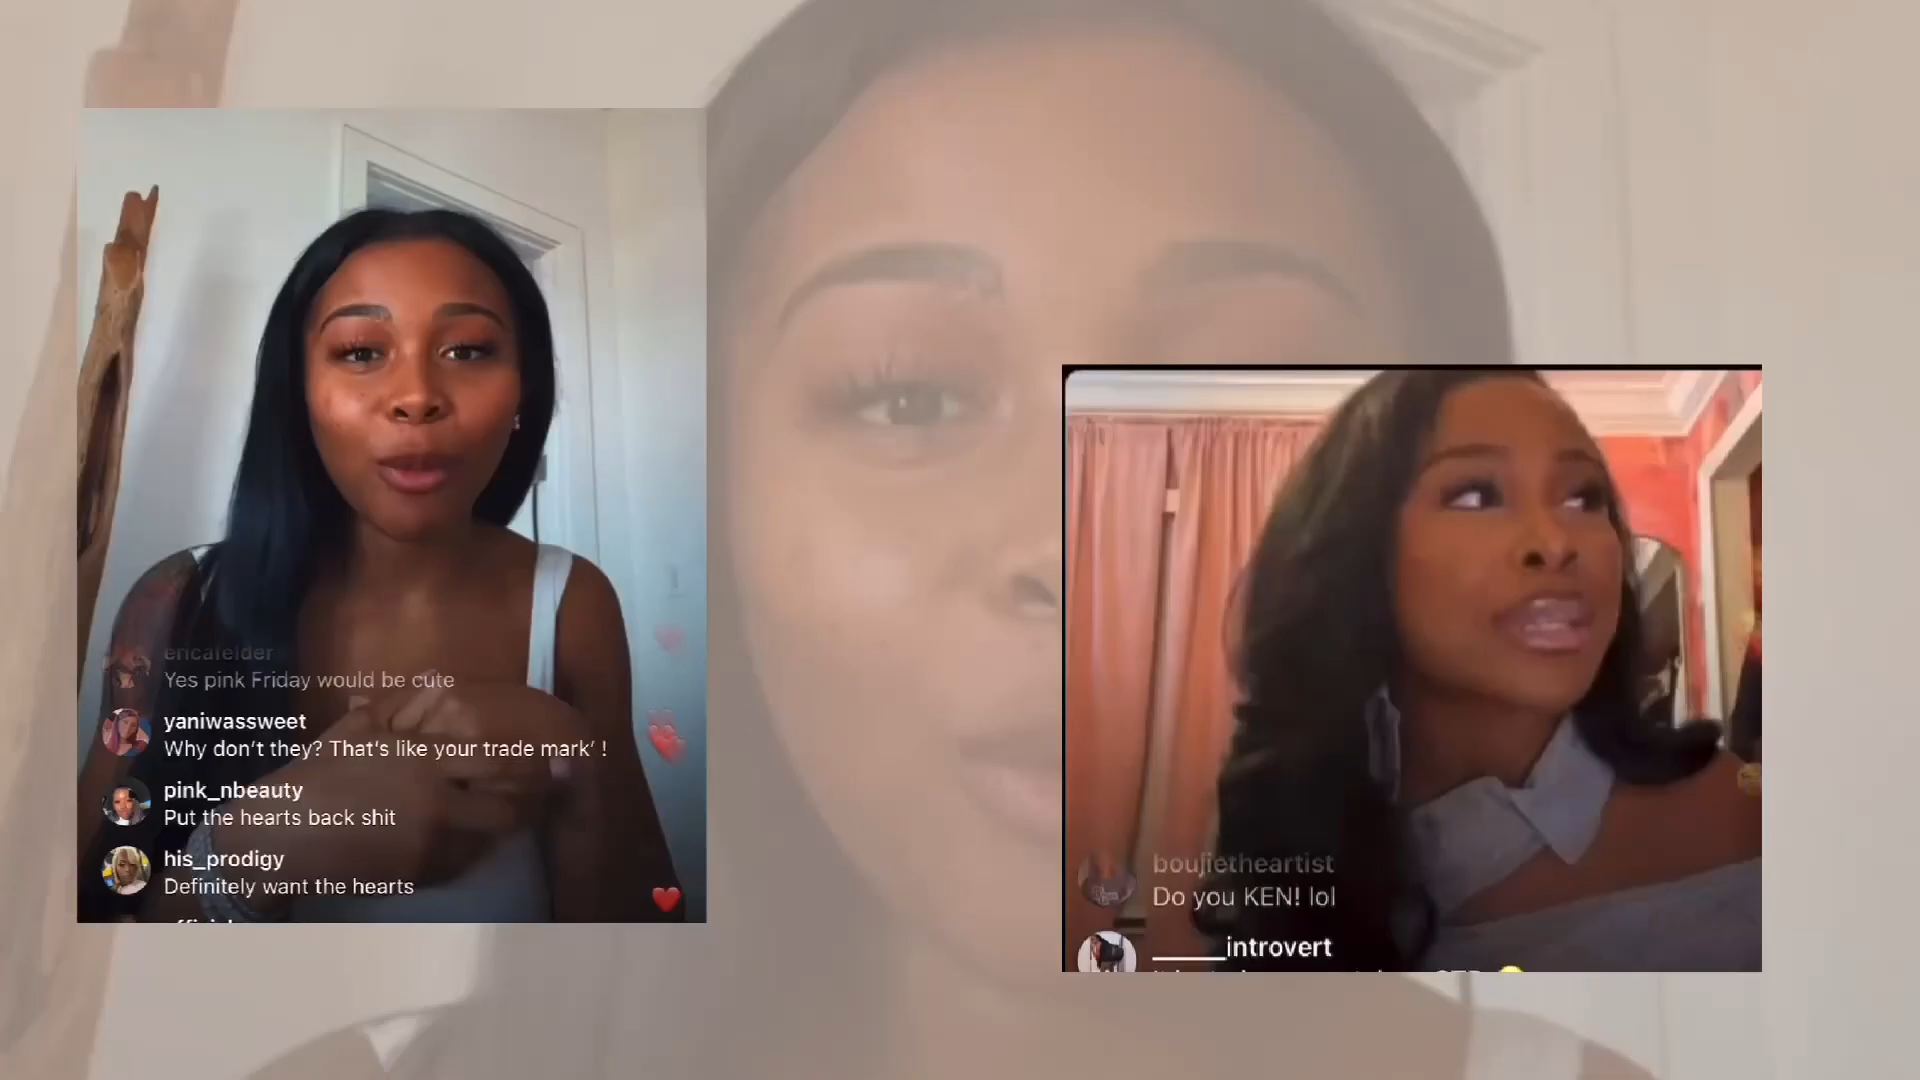 ericafelder
Yes pink Friday would be cute
yaniwassweet
Why don't they? That's like your trade mark' !
pink_nbeauty
Put the hearts back shit
his_prodigy
Definitely want the hearts
boujietheartist
Do you KEN! lol
______introvert